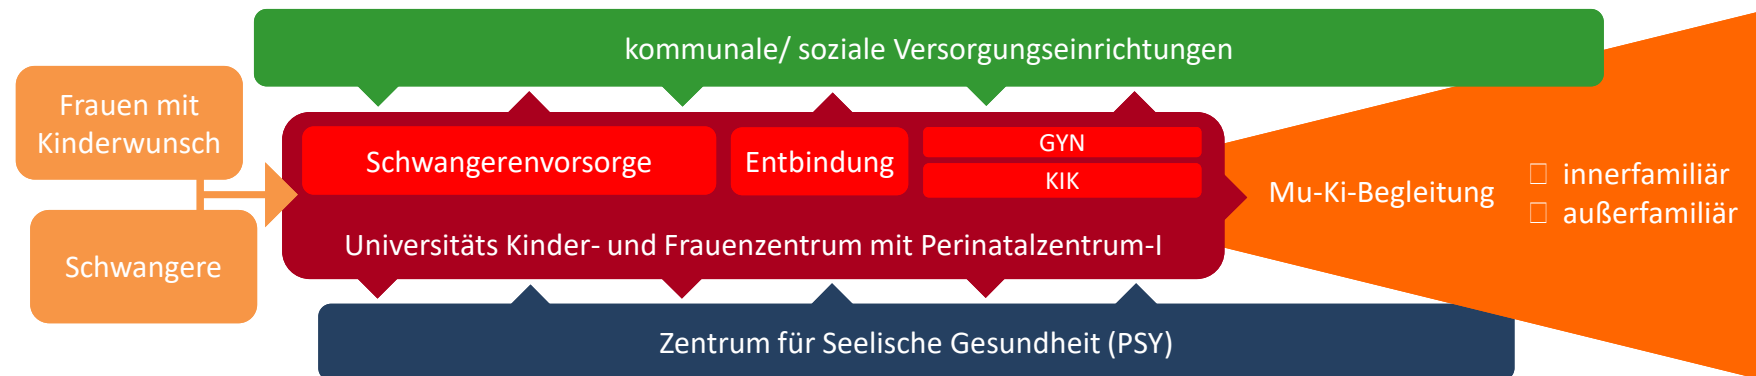 kommunale/ soziale Versorgungseinrichtungen
Frauen mit
Kinderwunsch
Schwangere
Schwangerenvorsorge
Entbindung
GYN
KIK
Universitäts Kinder- und Frauenzentrum mit Perinatalzentrum-I
Mu-Ki-Begleitung
□ innerfamiliär
□ außerfamiliär
Zentrum für Seelische Gesundheit (PSY)